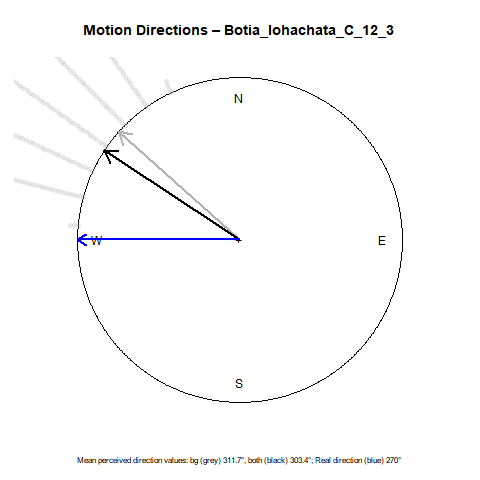 Motion Directions – Botia_lohachata_C_12_3
N
W
E
S
Mean perceived direction values: bg (grey) 311.7°, both (black) 303.4°; Real direction (blue) 270°